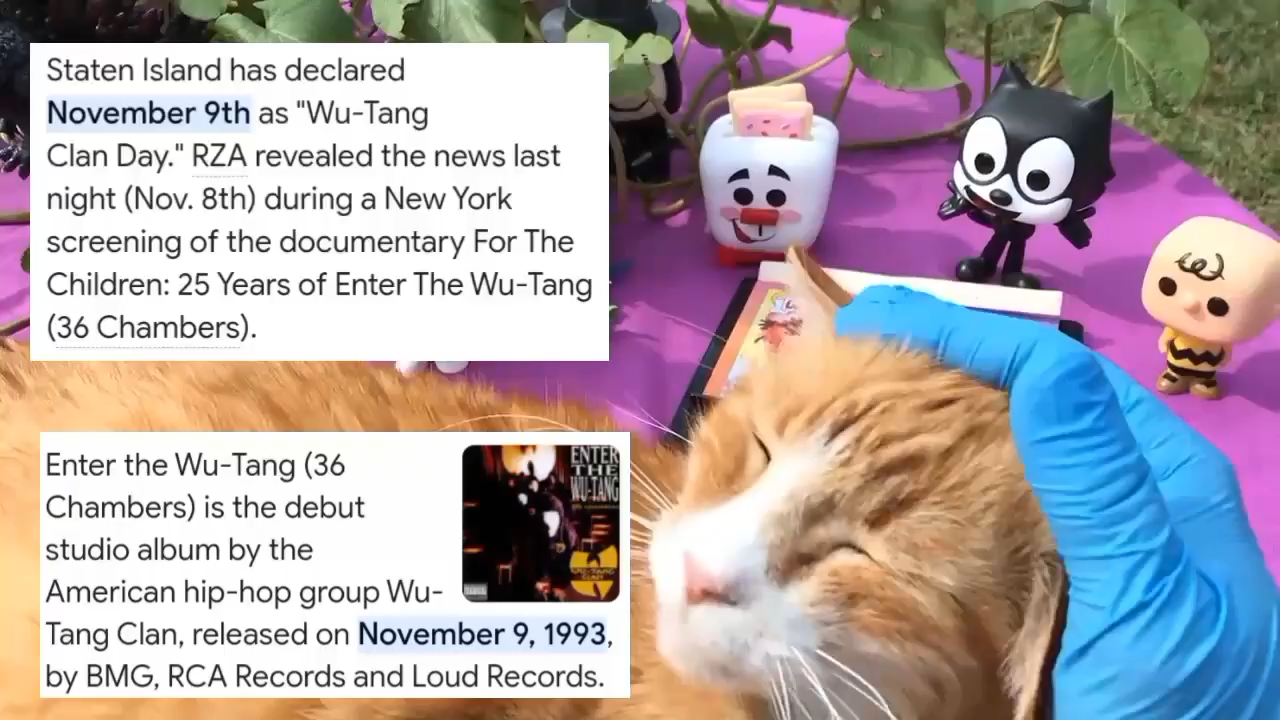 Staten Island has declared
November 9th as "Wu-Tang
Clan Day." RZA revealed the news last
night (Nov. 8th) during a New York
screening of the documentary For The
Children: 25 Years of Enter The Wu-Tang
(36 Chambers).
Enter the Wu-Tang (36
Chambers) is the debut
studio album by the
American hip-hop group Wu-
Tang Clan, released on November 9, 1993,
by BMG, RCA Records and Loud Records.
ENTER
THE
WU-TANG
WU-TANG
CLAN